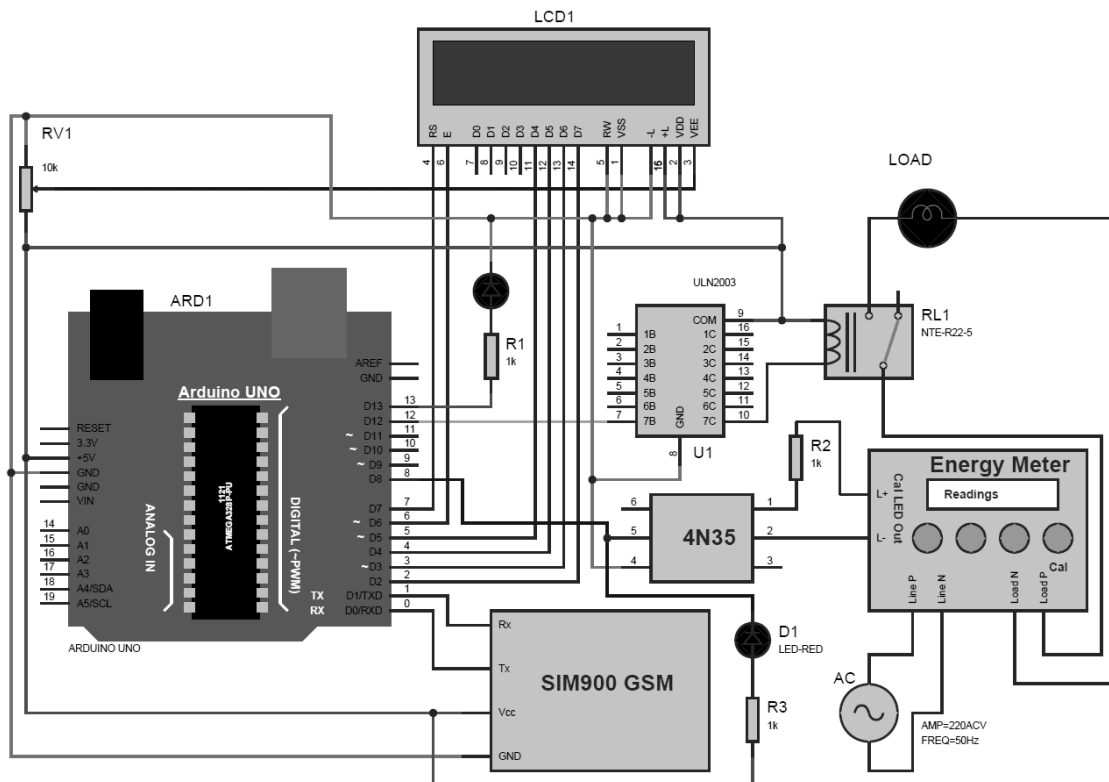 LCD1
RS E D0 D1 D2 D3 D4 D5 D6 D7 RW VSS -L +L VDD VEE
4 6 7 8 9 10 11 12 13 14 5 1 16 2 3
RV1
10k
LOAD
ULN2003
ARD1
R1
1k
RL1
NTE-R22-5
COM 9
1 1B 1C 16
2 2B 2C 15
3 3B 3C 14
4 4B 4C 13
5 5B 5C 12
6 6B 6C 11
7 7B 7C 10
GND
8
U1
Arduino UNO
AREF
GND
D13 13
D12 12
~ D11 11
~ D10 10
~ D9 9
D8 8
D7 7
~ D6 6
~ D5 5
D4 4
~ D3 3
D2 2
TX D1/TXD 1
RX D0/RXD 0
RESET
3.3V
+5V
GND
GND
VIN
14 A0
15 A1
16 A2
17 A3
18 A4/SDA
19 A5/SCL
ANALOG IN
1121
ATMEGA328P-PU
DIGITAL (~PWM)
ARDUINO UNO
R2
1k
6 1
5 4N35 2
4 3
Energy Meter
Readings
Cal LED Out
L+
L-
Cal
Line P
Line N
Load N
Load P
Rx
Tx
SIM900 GSM
Vcc
GND
D1
LED-RED
R3
1k
AC
AMP=220ACV
FREQ=50Hz